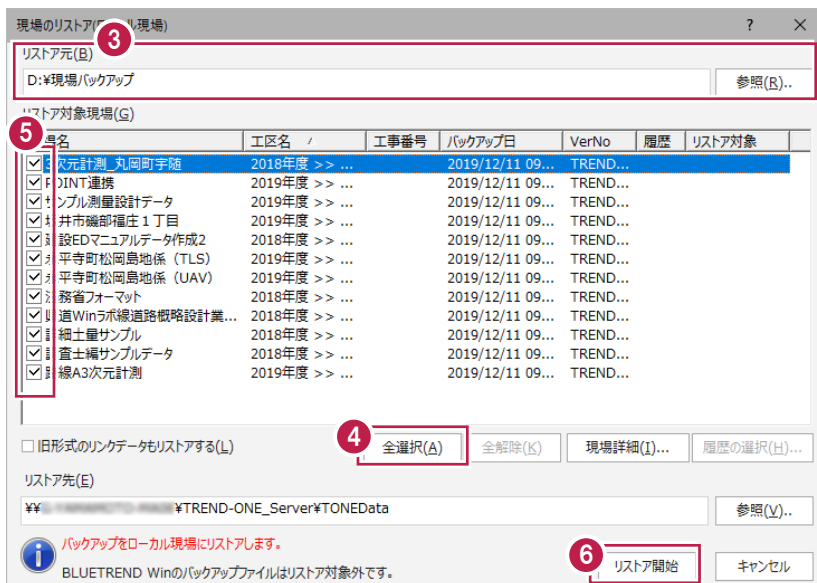 現場のリストア(ローカル現場) ? ×
3
リストア元(B)
D:¥現場バックアップ 参照(R)..
リストア対象現場(G)
5
現場名 工区名 工事番号 バックアップ日 VerNo 履歴 リストア対象
3次元計測_丸岡町宇随 2018年度 >> ... 2019/12/11 09... TREND...
POINT連携 2019年度 >> ... 2019/12/11 09... TREND...
サンプル測量設計データ 2019年度 >> ... 2019/12/11 09... TREND...
坂井市磯部福庄1丁目 2019年度 >> ... 2019/12/11 09... TREND...
建設EDマニュアルデータ作成2 2018年度 >> ... 2019/12/11 09... TREND...
永平寺町松岡島地係(TLS) 2019年度 >> ... 2019/12/11 09... TREND...
永平寺町松岡島地係(UAV) 2019年度 >> ... 2019/12/11 09... TREND...
法務省フォーマット 2018年度 >> ... 2019/12/11 09... TREND...
道Winラボ線道路概略設計業... 2018年度 >> ... 2019/12/11 09... TREND...
詳細土量サンプル 2018年度 >> ... 2019/12/11 09... TREND...
調査士編サンプルデータ 2018年度 >> ... 2019/12/11 09... TREND...
路線A3次元計測 2019年度 >> ... 2019/12/11 09... TREND...
4
旧形式のリンクデータもリストアする(L) 全選択(A) 全解除(K) 現場詳細(I)... 履歴の選択(H)...
リストア先(E)
¥¥ ¥TREND-ONE_Server¥TONEData 参照(V)..
バックアップをローカル現場にリストアします。
6
BLUETREND Winのバックアップファイルはリストア対象外です。 リストア開始 キャンセル